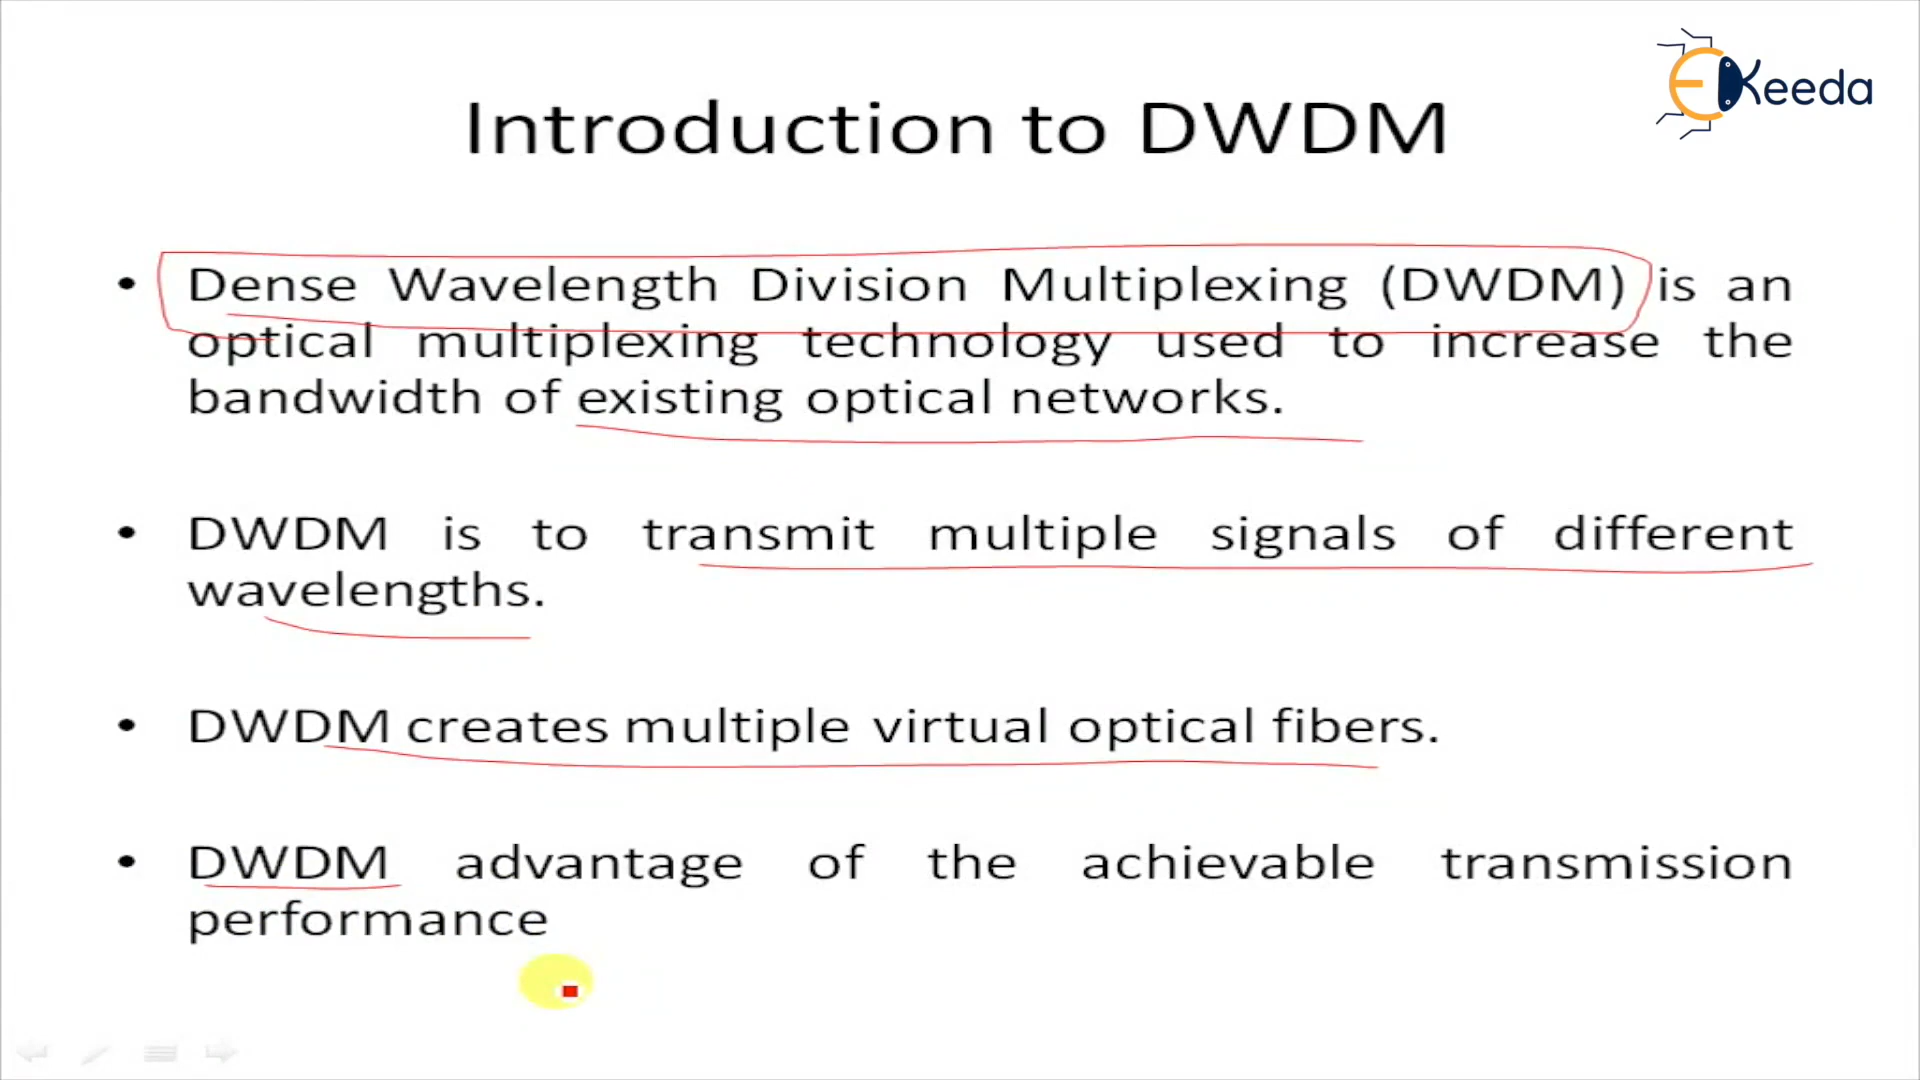 EKeeda
Introduction to DWDM
• Dense Wavelength Division Multiplexing (DWDM) is an
optical multiplexing technology used to increase the
bandwidth of existing optical networks.
• DWDM is to transmit multiple signals of different
wavelengths.
• DWDM creates multiple virtual optical fibers.
• DWDM advantage of the achievable transmission
performance